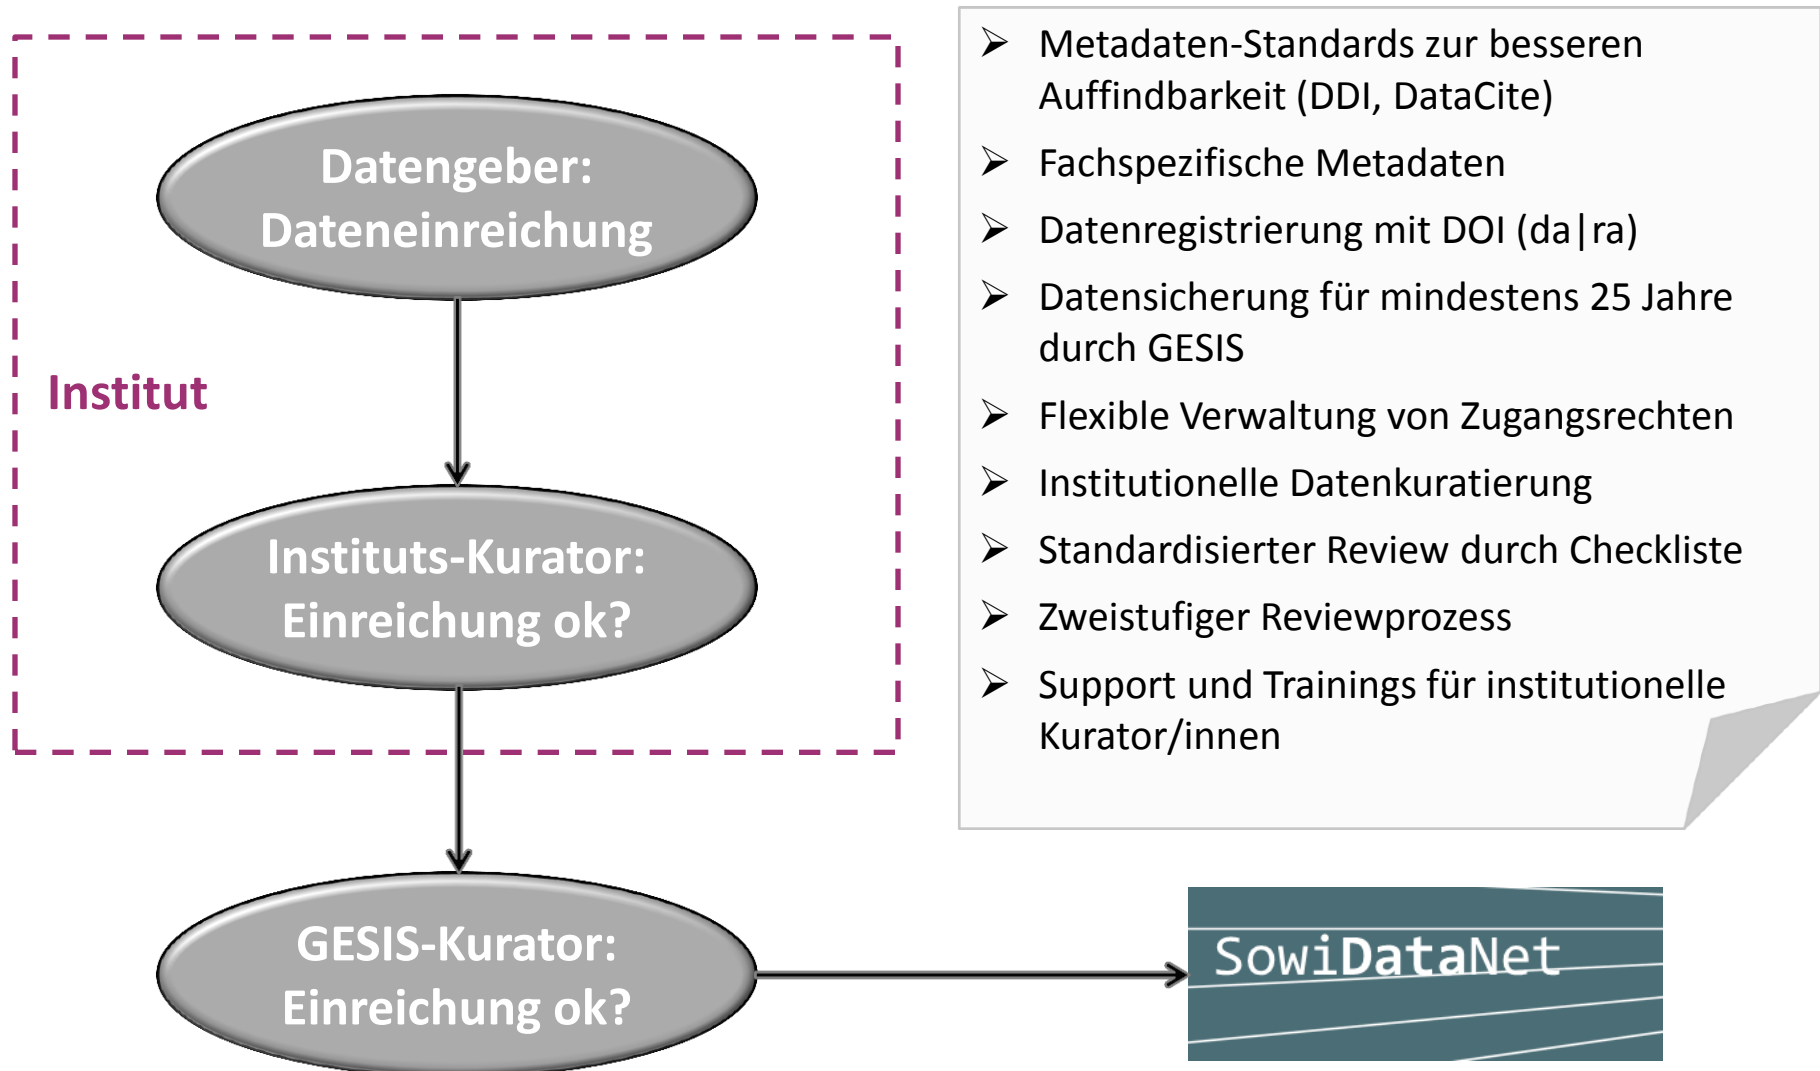 Datengeber:
Dateneinreichung
Institut
Instituts-Kurator:
Einreichung ok?
GESIS-Kurator:
Einreichung ok?
➢ Metadaten-Standards zur besseren
Auffindbarkeit (DDI, DataCite)
➢ Fachspezifische Metadaten
➢ Datenregistrierung mit DOI (da|ra)
➢ Datensicherung für mindestens 25 Jahre
durch GESIS
➢ Flexible Verwaltung von Zugangsrechten
➢ Institutionelle Datenkuratierung
➢ Standardisierter Review durch Checkliste
➢ Zweistufiger Reviewprozess
➢ Support und Trainings für institutionelle
Kurator/innen
SowiDataNet